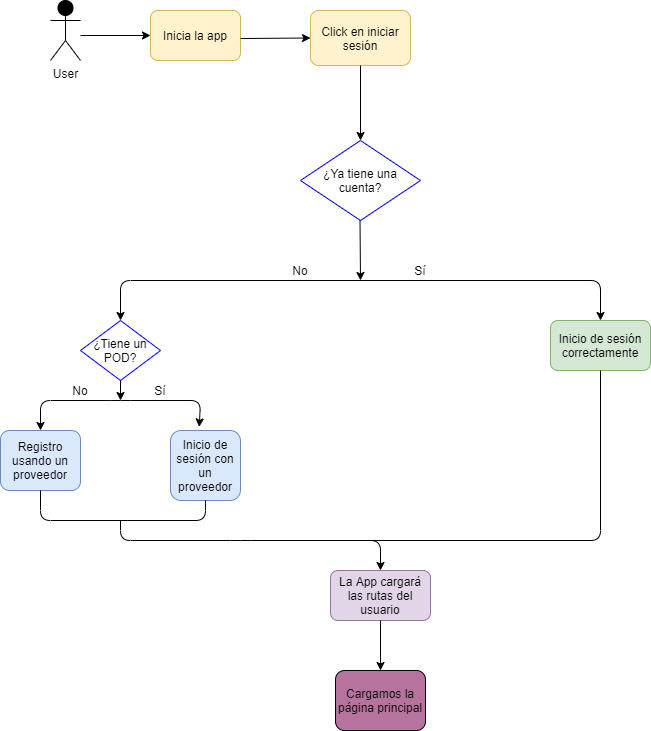 User
Inicia la app
Click en iniciar
sesión
¿Ya tiene una
cuenta?
No
Sí
¿Tiene un
POD?
Inicio de sesión
correctamente
No
Sí
Registro
usando un
proveedor
Inicio de
sesión con
un
proveedor
La App cargará
las rutas del
usuario
Cargamos la
página principal